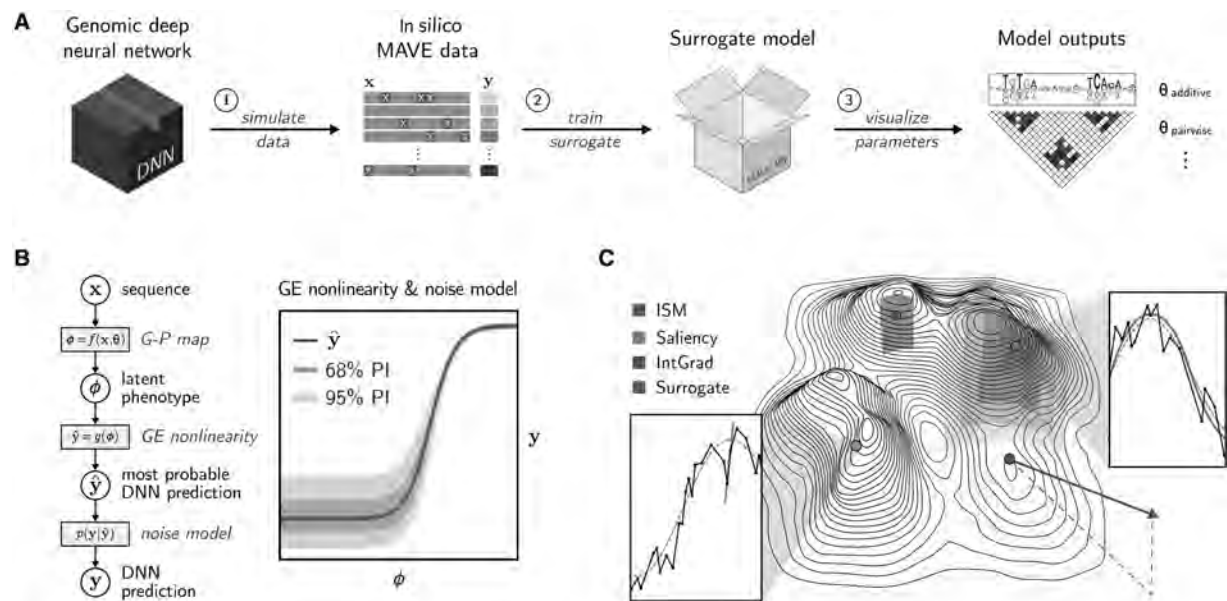 A
Genomic deep
neural network
DNN
1
simulate
data
In silico
MAVE data
x y
2
train
surrogate
Surrogate model
3
visualize
parameters
Model outputs
θ additive
θ pairwise
B
x sequence
ϕ = f(x,θ) G-P map
ϕ latent
phenotype
ŷ = g(ϕ) GE nonlinearity
ŷ most probable
DNN prediction
p(y|ŷ) noise model
y DNN
prediction
GE nonlinearity & noise model
ŷ
68% PI
95% PI
y
ϕ
C
ISM
Saliency
IntGrad
Surrogate